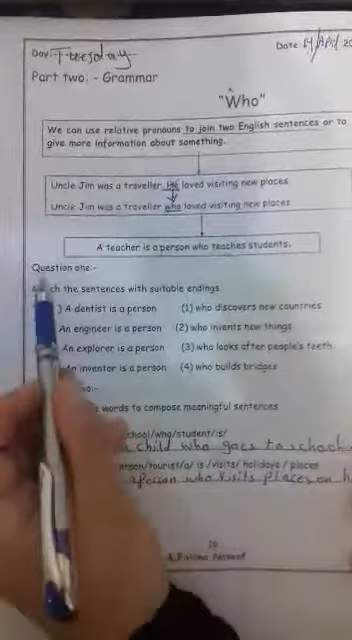 Day:- Tuesday
Date: 14/April 20
Part two: - Grammar
"Who"
We can use relative pronouns to join two English sentences or to
give more information about something.
Uncle Jim was a traveller. He loved visiting new places.
Uncle Jim was a traveller who loved visiting new places.
A teacher is a person who teaches students.
Question one:-
the sentences with suitable endings
) A dentist is a person (1) who discovers new countries
An engineer is a person (2) who invents new things
An explorer is a person (3) who looks after people's teeth
An inventor is a person (4) who builds bridges
words to compose meaningful sentences
/who/student/is/
child who goes to school
/tourist/a/ is /visits/ holidays / places
a person who visits places on